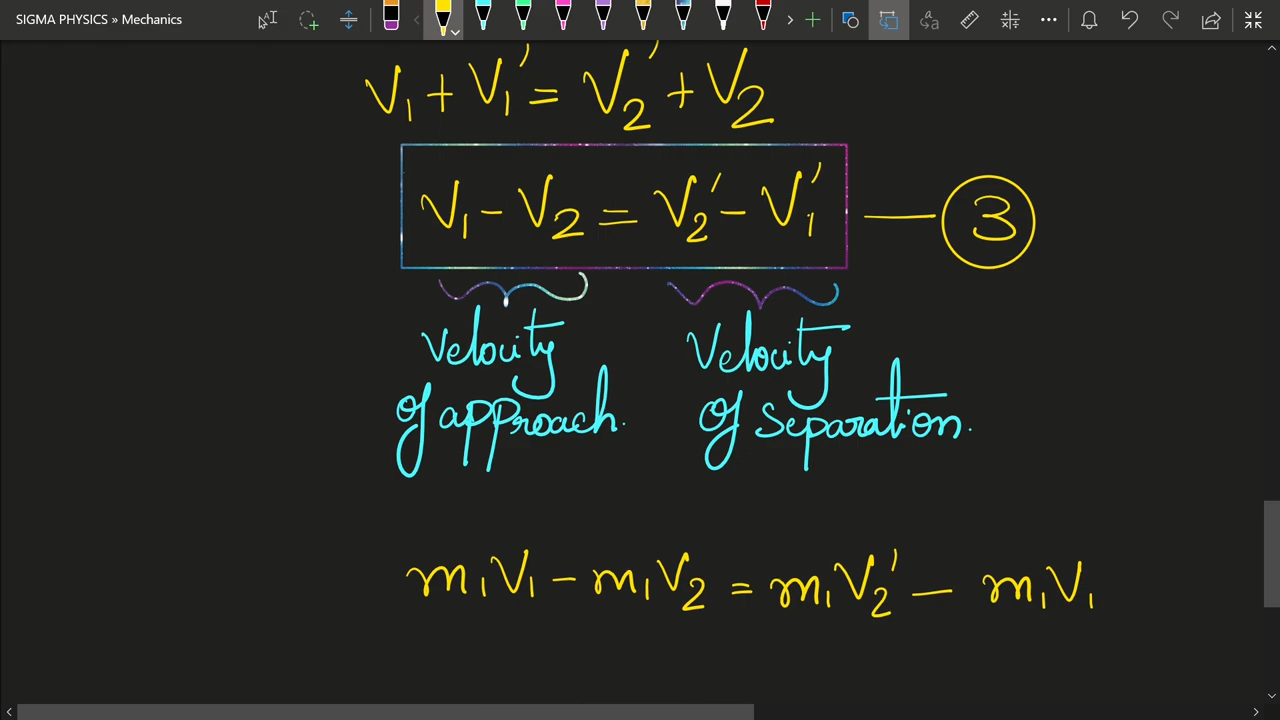 SIGMA PHYSICS » Mechanics
V₁ + V₁' = V₂' + V₂
V₁ - V₂ = V₂' - V₁' — 3
Velocity of approach.
Velocity of separation.
m₁V₁ - m₁V₂ = m₁V₂' - m₁V₁